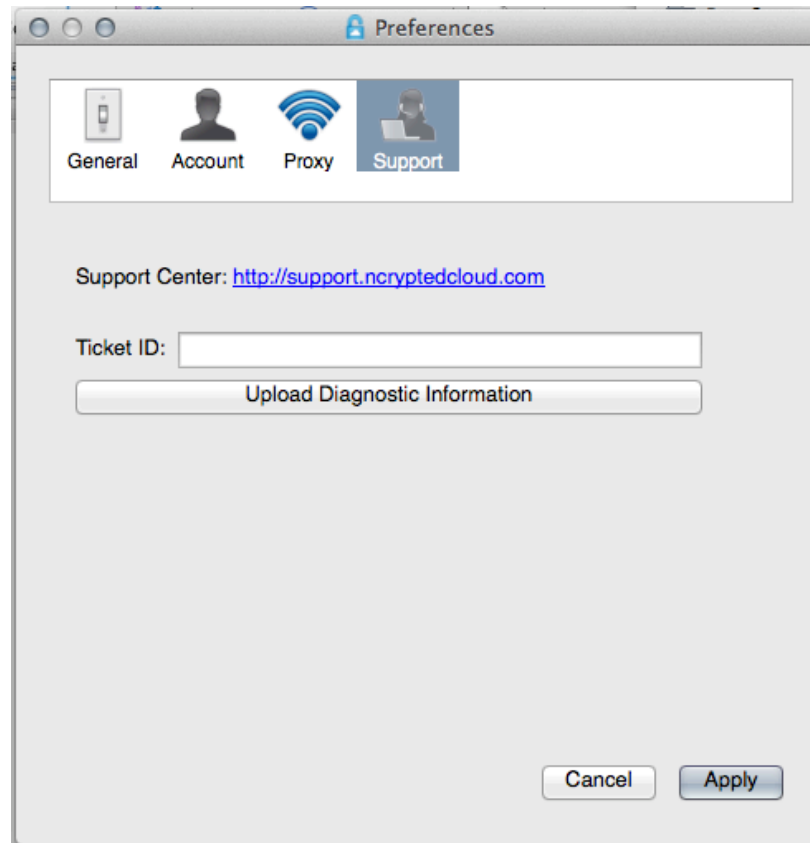 Preferences
General Account Proxy Support
Support Center: http://support.ncryptedcloud.com
Ticket ID:
Upload Diagnostic Information
Cancel Apply